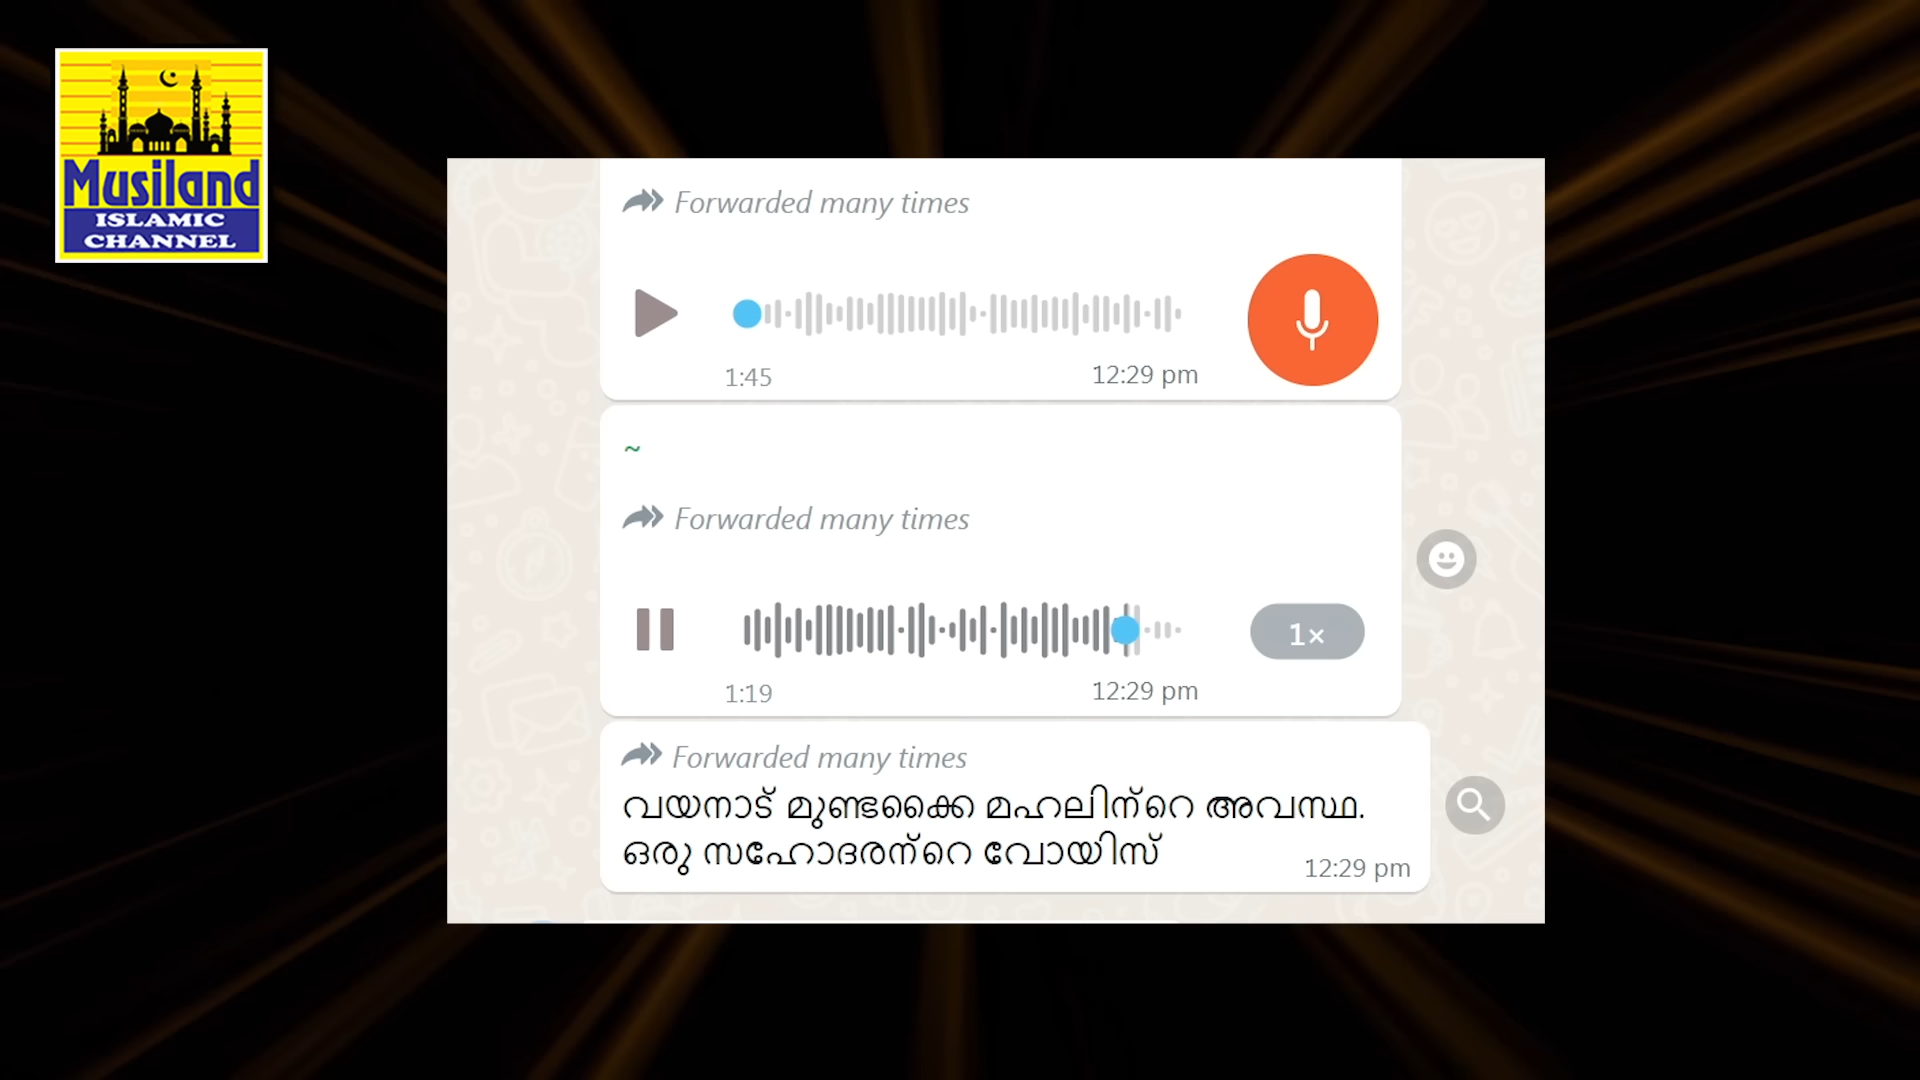 Musiland
ISLAMIC
CHANNEL
Forwarded many times
1:45
12:29 pm
~
Forwarded many times
1×
1:19
12:29 pm
Forwarded many times
വയനാട് മുണ്ടക്കൈ മഹലിന്റെ അവസ്ഥ.
ഒരു സഹോദരന്റെ വോയിസ്
12:29 pm